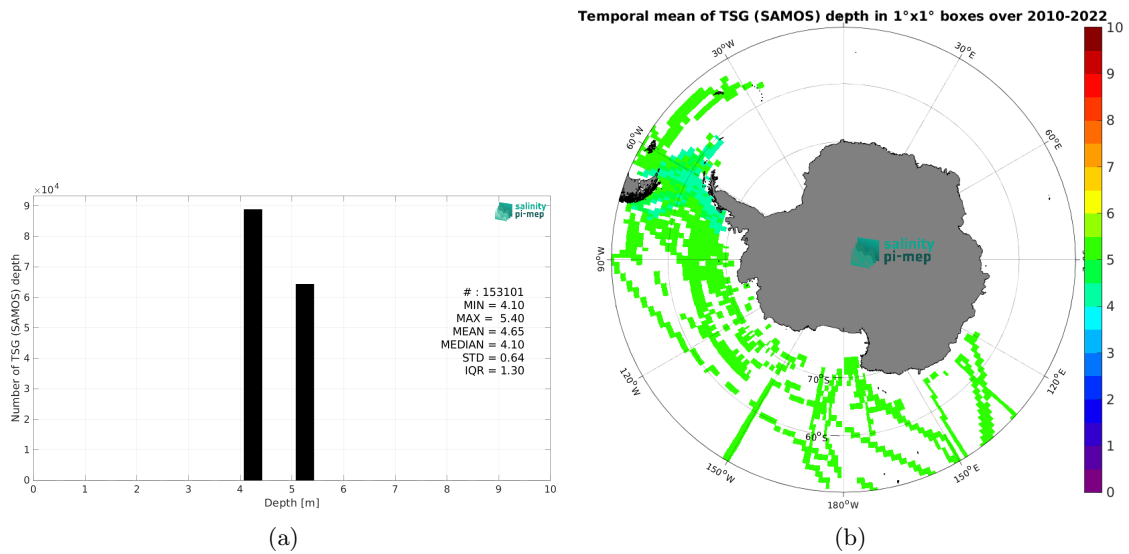 Temporal mean of TSG (SAMOS) depth in 1°x1° boxes over 2010-2022
×10⁴
9
8
7
6
5
4
3
2
1
0
Number of TSG (SAMOS) depth
0 1 2 3 4 5 6 7 8 9 10
Depth [m]
salinity
pi-mep
# : 153101
MIN = 4.10
MAX = 5.40
MEAN = 4.65
MEDIAN = 4.10
STD = 0.64
IQR = 1.30
(a)
30°W
30°E
60°W
60°E
90°W
120°W
120°E
150°W
150°E
180°W
70°S
60°S
salinity
pi-mep
10
9
8
7
6
5
4
3
2
1
0
(b)